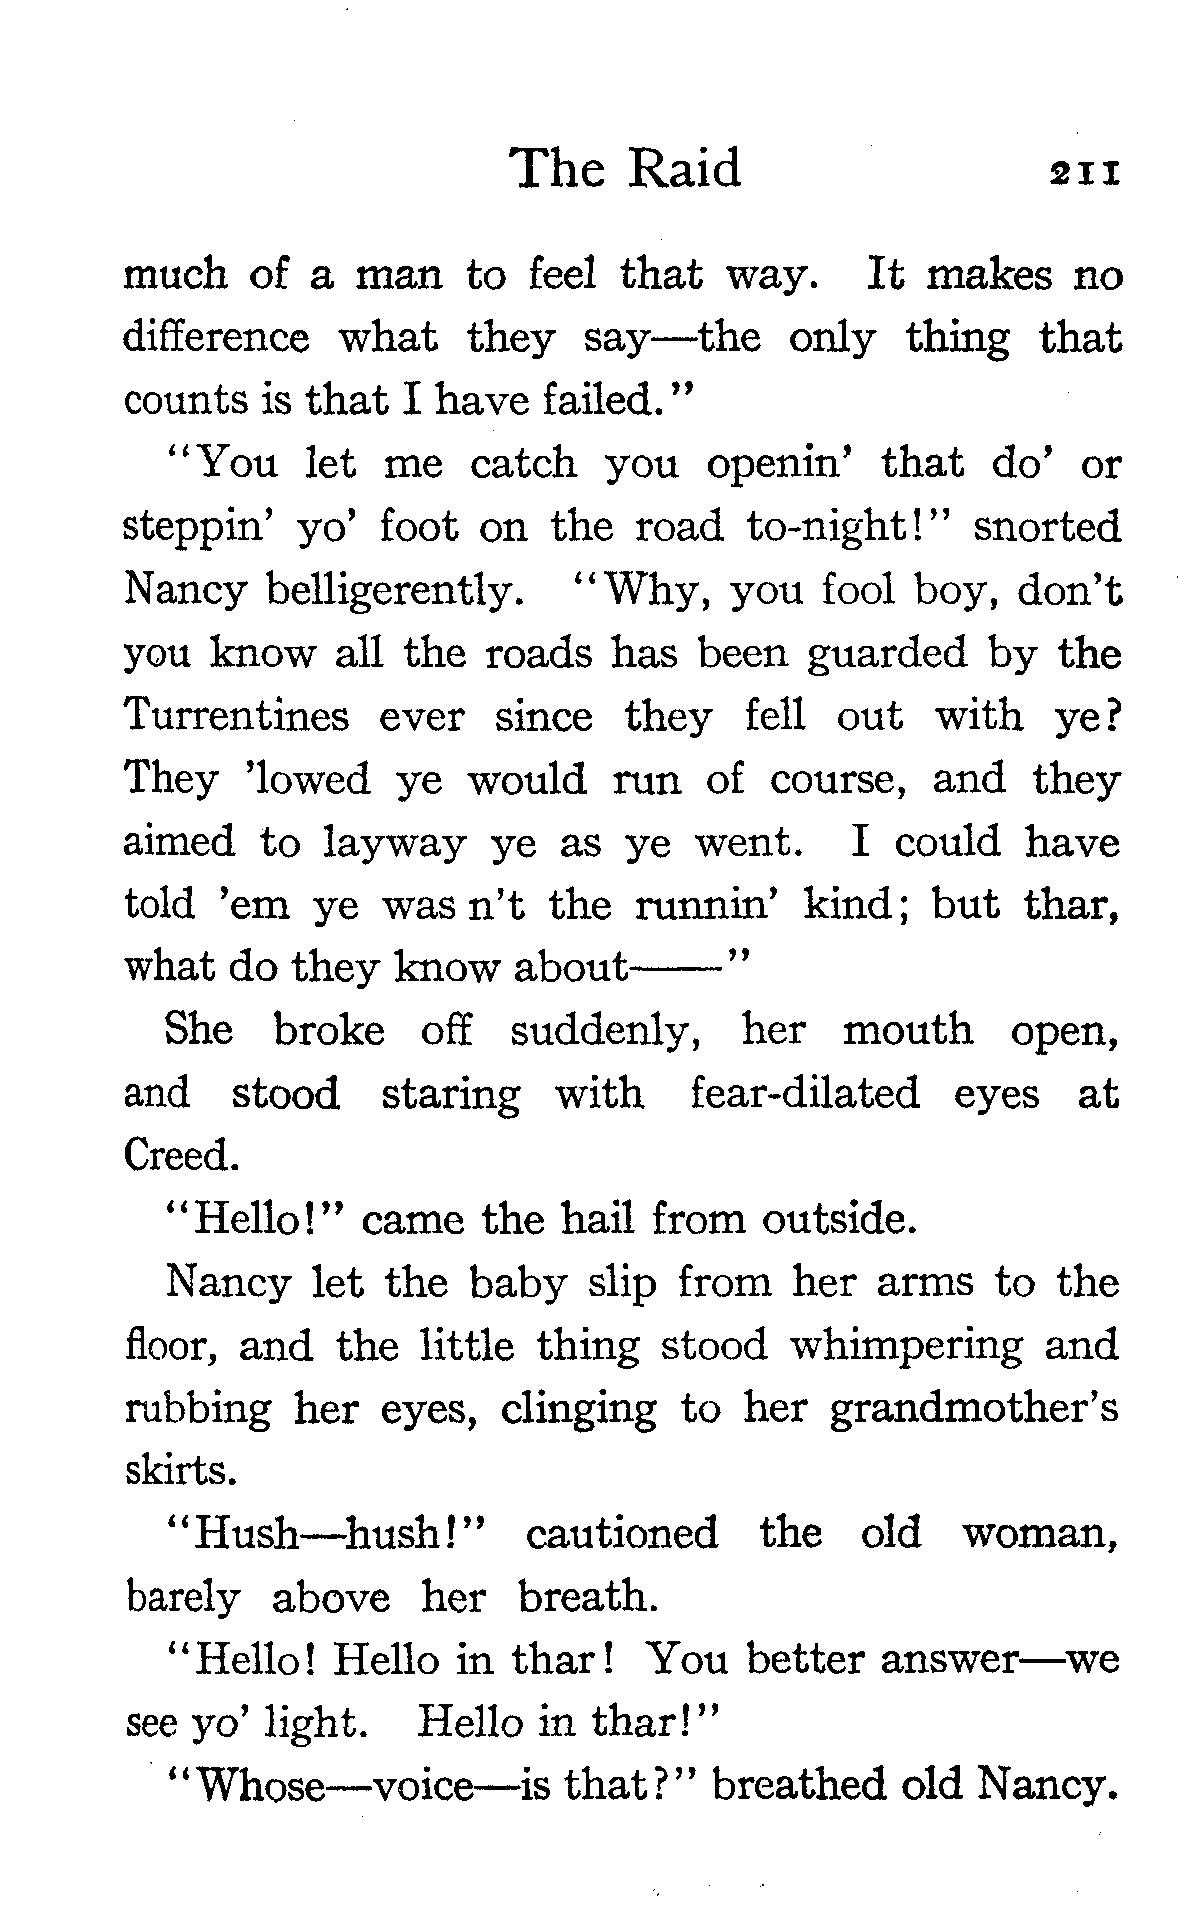 The Raid 211
much of a man to feel that way. It makes no
difference what they say—the only thing that
counts is that I have failed."
"You let me catch you openin' that do' or
steppin' yo' foot on the road to-night!" snorted
Nancy belligerently. "Why, you fool boy, don't
you know all the roads has been guarded by the
Turrentines ever since they fell out with ye?
They 'lowed ye would run of course, and they
aimed to layway ye as ye went. I could have
told 'em ye was n't the runnin' kind; but thar,
what do they know about——"
She broke off suddenly, her mouth open,
and stood staring with fear-dilated eyes at
Creed.
"Hello!" came the hail from outside.
Nancy let the baby slip from her arms to the
floor, and the little thing stood whimpering and
rubbing her eyes, clinging to her grandmother's
skirts.
"Hush—hush!" cautioned the old woman,
barely above her breath.
"Hello! Hello in thar! You better answer—we
see yo' light. Hello in thar!"
"Whose—voice—is that?" breathed old Nancy.